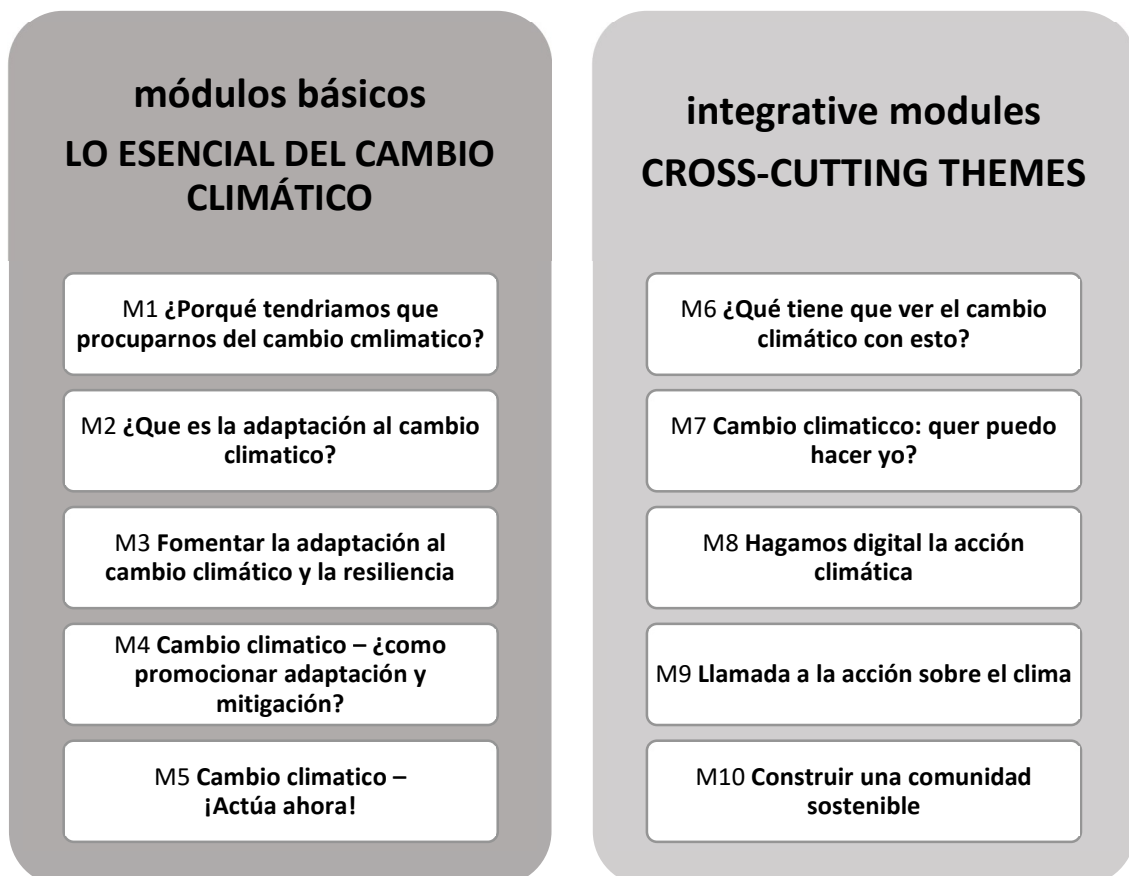 módulos básicos
LO ESENCIAL DEL CAMBIO
CLIMÁTICO
M1 ¿Porqué tendriamos que
procuparnos del cambio cmlimatico?
M2 ¿Que es la adaptación al cambio
climatico?
M3 Fomentar la adaptación al
cambio climático y la resiliencia
M4 Cambio climatico – ¿como
promocionar adaptación y
mitigación?
M5 Cambio climatico –
¡Actúa ahora!
integrative modules
CROSS-CUTTING THEMES
M6 ¿Qué tiene que ver el cambio
climático con esto?
M7 Cambio climaticco: quer puedo
hacer yo?
M8 Hagamos digital la acción
climática
M9 Llamada a la acción sobre el clima
M10 Construir una comunidad
sostenible